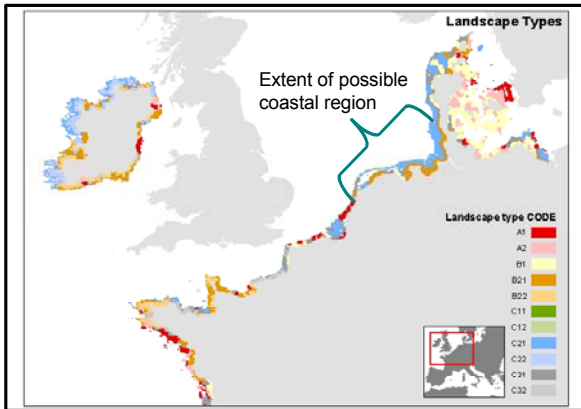 Landscape Types
Extent of possible
coastal region
Landscape type CODE
A1
A2
B1
B21
B22
C11
C12
C21
C22
C31
C32